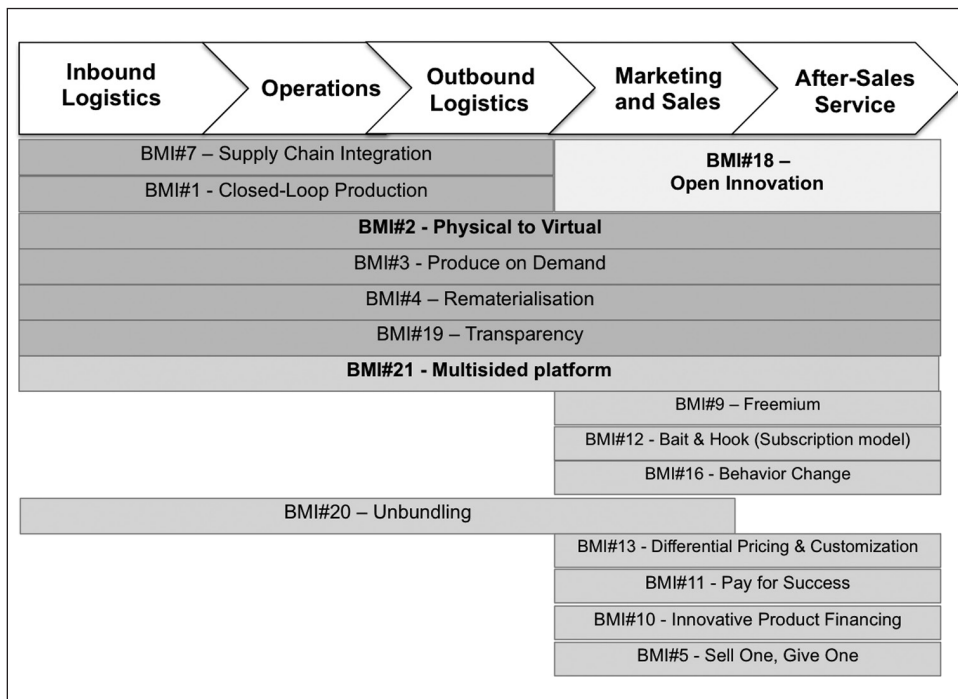 Inbound
Logistics
Operations
Outbound
Logistics
Marketing
and Sales
After-Sales
Service
BMI#7 – Supply Chain Integration
BMI#18 –
Open Innovation
BMI#1 - Closed-Loop Production
BMI#2 - Physical to Virtual
BMI#3 - Produce on Demand
BMI#4 – Rematerialisation
BMI#19 – Transparency
BMI#21 - Multisided platform
BMI#9 – Freemium
BMI#12 - Bait & Hook (Subscription model)
BMI#16 - Behavior Change
BMI#20 – Unbundling
BMI#13 - Differential Pricing & Customization
BMI#11 - Pay for Success
BMI#10 - Innovative Product Financing
BMI#5 - Sell One, Give One